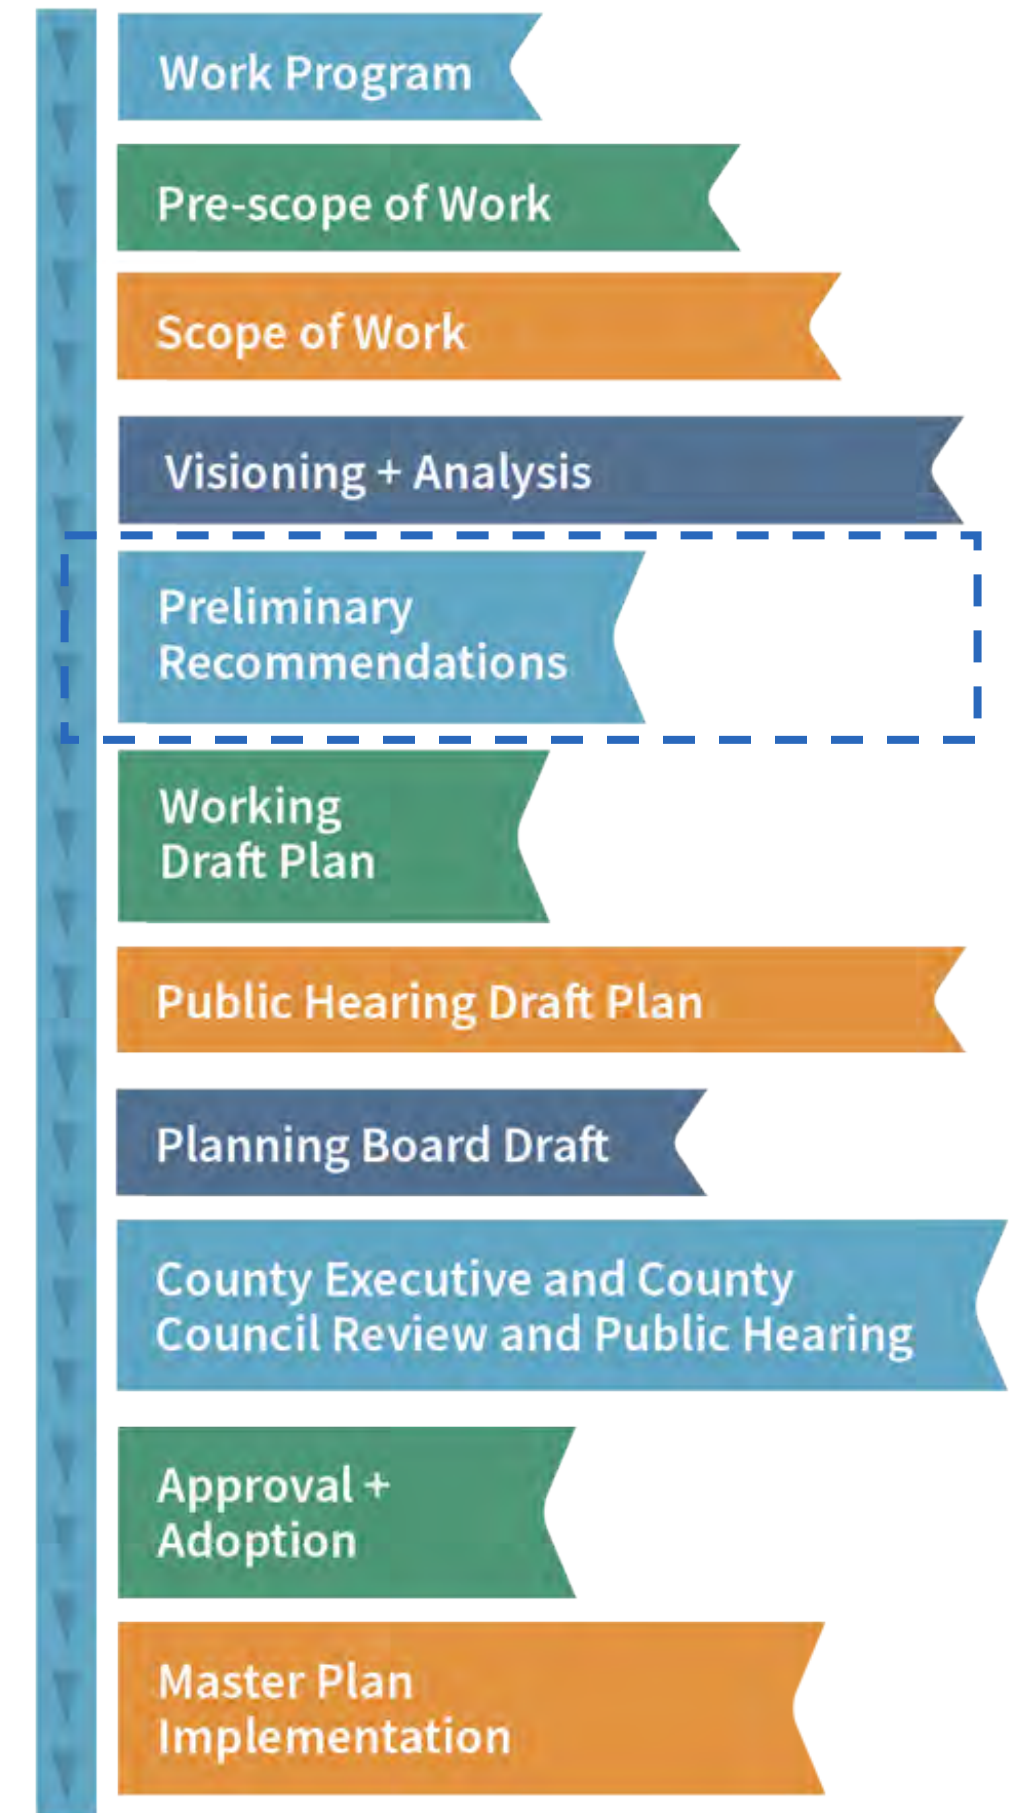 Work Program
Pre-scope of Work
Scope of Work
Visioning + Analysis
Preliminary
Recommendations
Working
Draft Plan
Public Hearing Draft Plan
Planning Board Draft
County Executive and County
Council Review and Public Hearing
Approval +
Adoption
Master Plan
Implementation